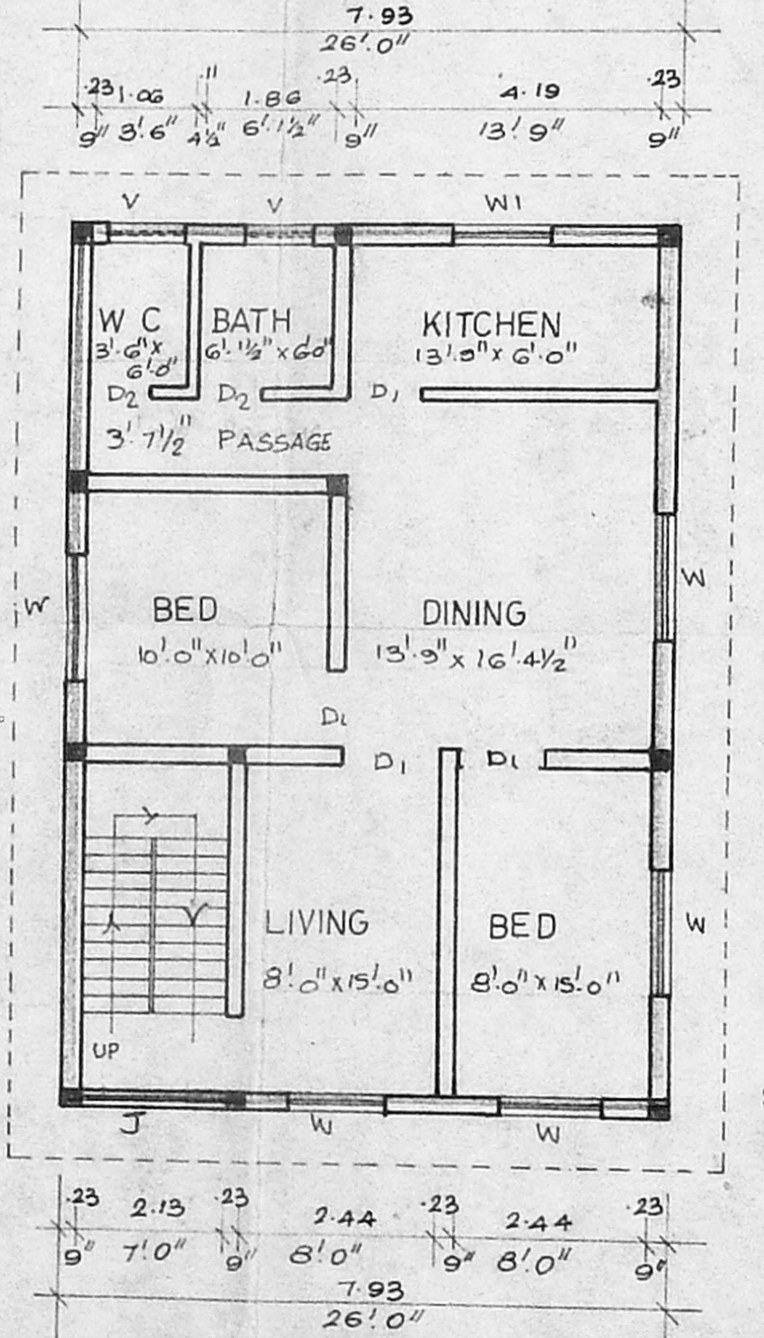 7.93
26'.0"
.23 1.06 .11 1.86 .23 4.19 .23
9" 3'.6" 4½" 6'.1½" 9" 13'.9" 9"
V V W1
W C BATH KITCHEN
3'.6" x 6'.0" 6'.1½" x 6'0" 13'.9" x 6'.0"
D2 D2 D1
3'.7½" PASSAGE
W
W
BED DINING
10'.0" x 10'.0" 13'.9" x 16'.4½"
D1
D1 D1
LIVING BED W
8'.0" x 15'.0" 8'.0" x 15'.0"
UP
J W W
.23 2.13 .23 2.44 .23 2.44 .23
9" 7'.0" 9" 8'.0" 9" 8'.0" 9"
7.93
26'.0"